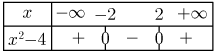 x −∞ −2 2 +∞
x²−4 + 0 − 0 +